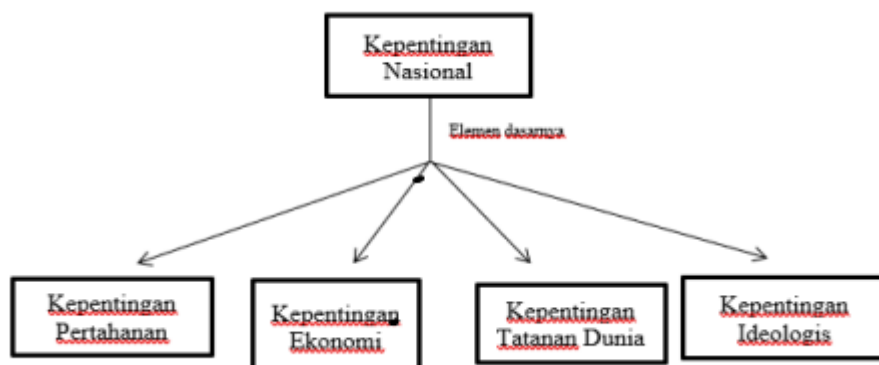 Kepentingan
Nasional
Elemen dasarnya
Kepentingan
Pertahanan
Kepentingan
Ekonomi
Kepentingan
Tatanan Dunia
Kepentingan
Ideologis